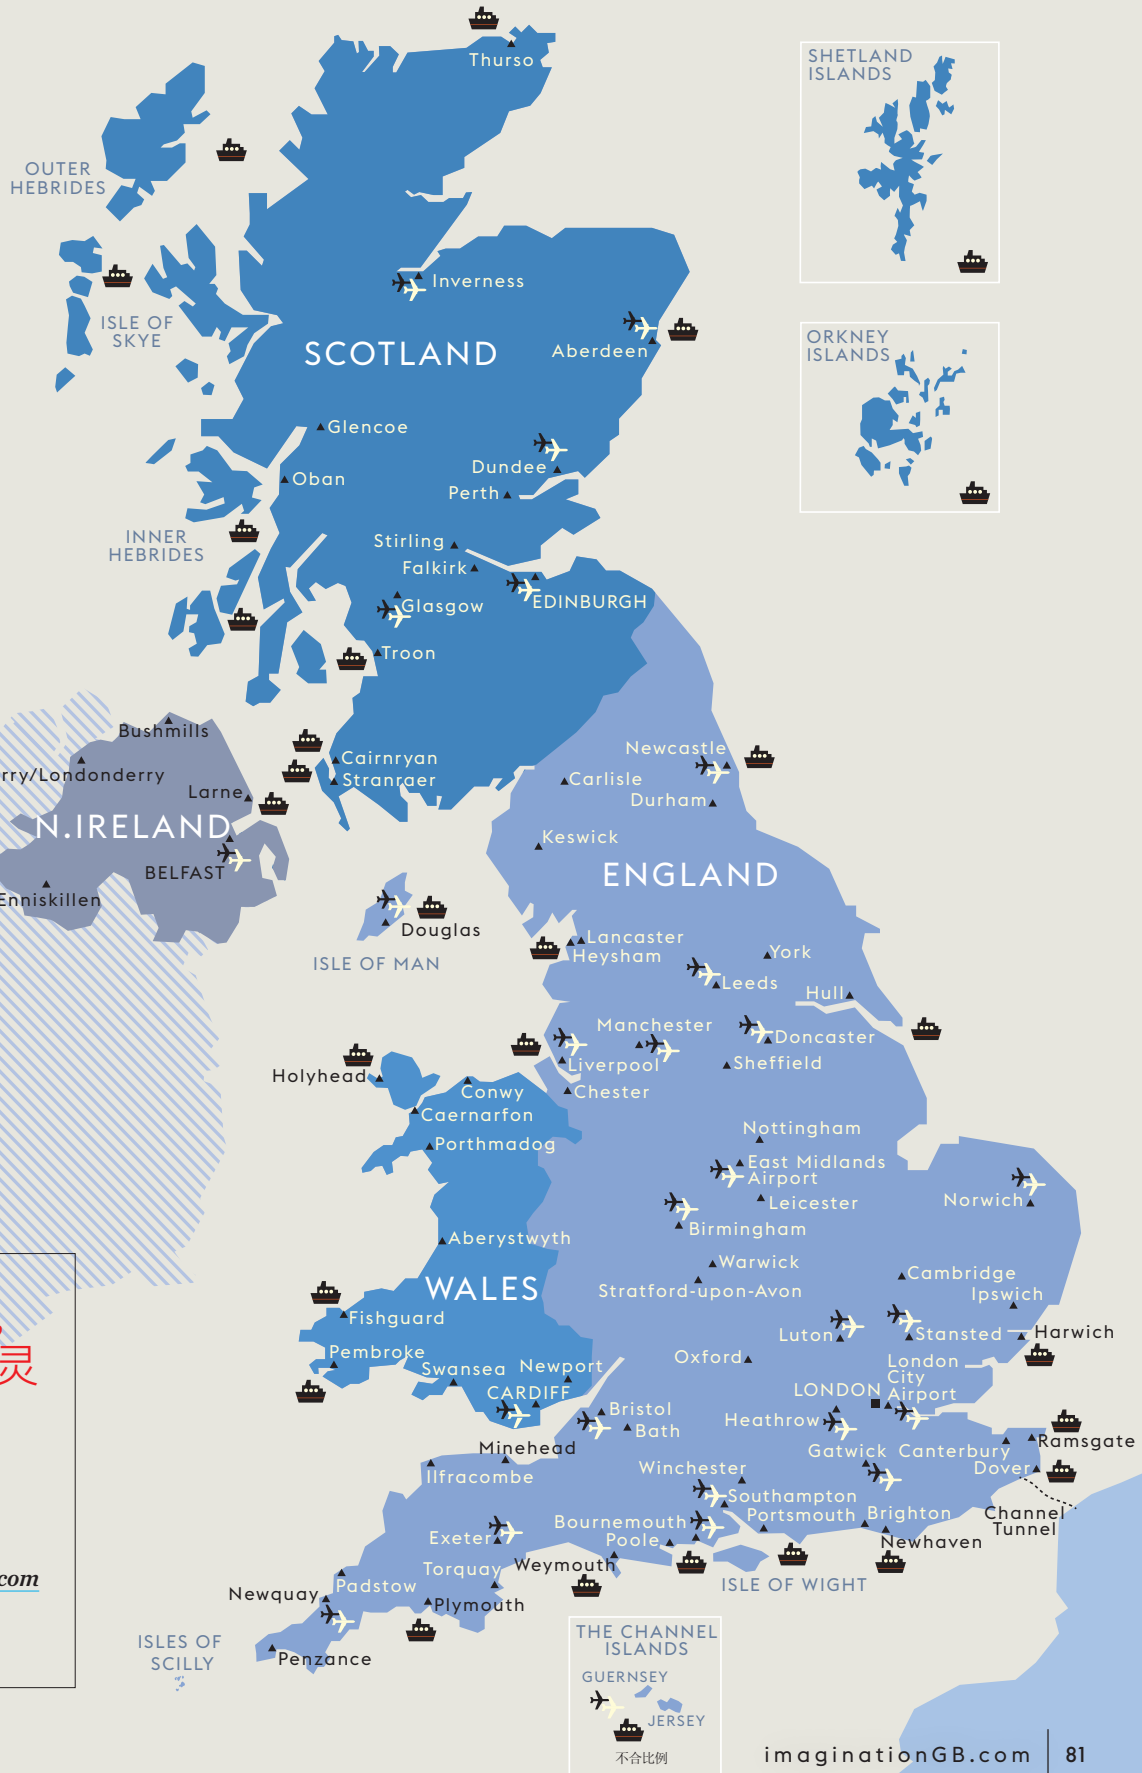 Thurso
SHETLAND
ISLANDS
OUTER
HEBRIDES
Inverness
ISLE OF
SKYE
SCOTLAND
Aberdeen
ORKNEY
ISLANDS
Glencoe
Oban
Dundee
Perth
INNER
HEBRIDES
Stirling
Falkirk
EDINBURGH
Glasgow
Troon
Bushmills
rry/Londonderry
Larne
N.IRELAND
BELFAST
Enniskillen
Cairnryan
Stranraer
Newcastle
Carlisle
Durham
Keswick
ENGLAND
Douglas
ISLE OF MAN
Lancaster
Heysham
York
Leeds
Hull
Manchester
Doncaster
Liverpool
Sheffield
Chester
Holyhead
Conwy
Caernarfon
Porthmadog
Nottingham
East Midlands
Airport
Leicester
Norwich
Birmingham
Aberystwyth
Warwick
Stratford-upon-Avon
Cambridge
Ipswich
WALES
Fishguard
Luton
Stansted
Harwich
Pembroke
Swansea
Newport
CARDIFF
Oxford
London
City
Airport
LONDON
Heathrow
Bristol
Bath
Gatwick
Canterbury
Ramsgate
Dover
Minehead
Ilfracombe
Winchester
Southampton
Portsmouth
Brighton
Channel
Tunnel
Newhaven
Bournemouth
Poole
Exeter
Torquay
Weymouth
ISLE OF WIGHT
Padstow
Newquay
Plymouth
ISLES OF
SCILLY
Penzance
灵
com
THE CHANNEL
ISLANDS
GUERNSEY
JERSEY
不合比例
imaginationGB.com
81